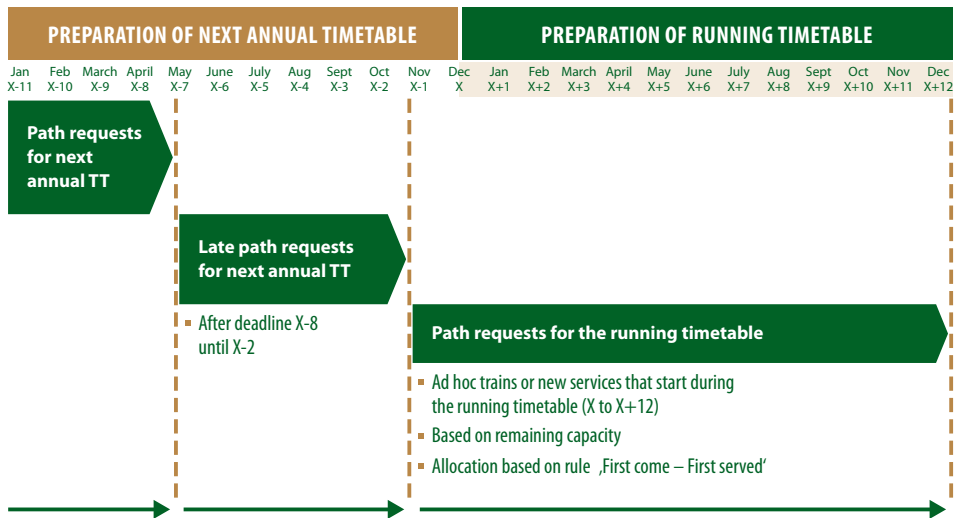 PREPARATION OF NEXT ANNUAL TIMETABLE
PREPARATION OF RUNNING TIMETABLE
Jan Feb March April May June July Aug Sept Oct Nov Dec Jan Feb March April May June July Aug Sept Oct Nov Dec
X-11 X-10 X-9 X-8 X-7 X-6 X-5 X-4 X-3 X-2 X-1 X X+1 X+2 X+3 X+4 X+5 X+6 X+7 X+8 X+9 X+10 X+11 X+12
Path requests
for next
annual TT
Late path requests
for next annual TT
After deadline X-8
until X-2
Path requests for the running timetable
Ad hoc trains or new services that start during
the running timetable (X to X+12)
Based on remaining capacity
Allocation based on rule ‚First come – First served‘